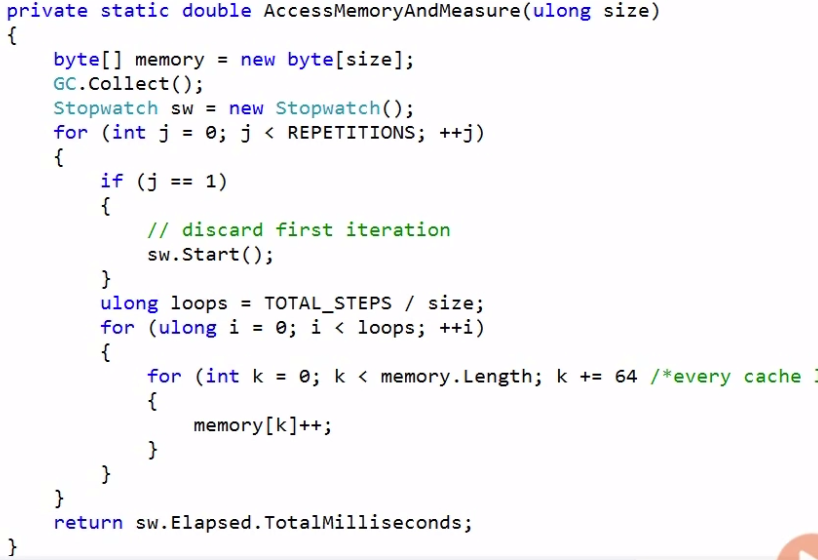 private static double AccessMemoryAndMeasure(ulong size)
{
    byte[] memory = new byte[size];
    GC.Collect();
    Stopwatch sw = new Stopwatch();
    for (int j = 0; j < REPETITIONS; ++j)
    {
        if (j == 1)
        {
            // discard first iteration
            sw.Start();
        }
        ulong loops = TOTAL_STEPS / size;
        for (ulong i = 0; i < loops; ++i)
        {
            for (int k = 0; k < memory.Length; k += 64 /*every cache
            {
                memory[k]++;
            }
        }
    }
    return sw.Elapsed.TotalMilliseconds;
}